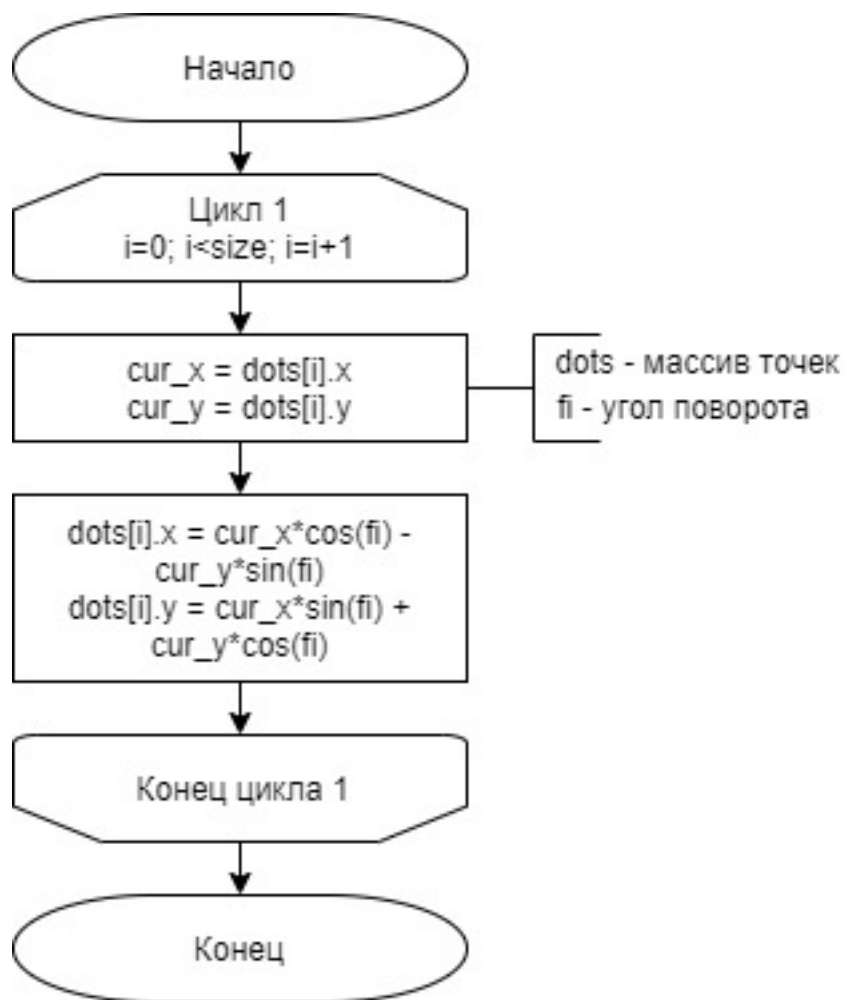 Начало
Цикл 1
i=0; i<size; i=i+1
cur_x = dots[i].x
cur_y = dots[i].y
dots - массив точек
fi - угол поворота
dots[i].x = cur_x*cos(fi) -
cur_y*sin(fi)
dots[i].y = cur_x*sin(fi) +
cur_y*cos(fi)
Конец цикла 1
Конец